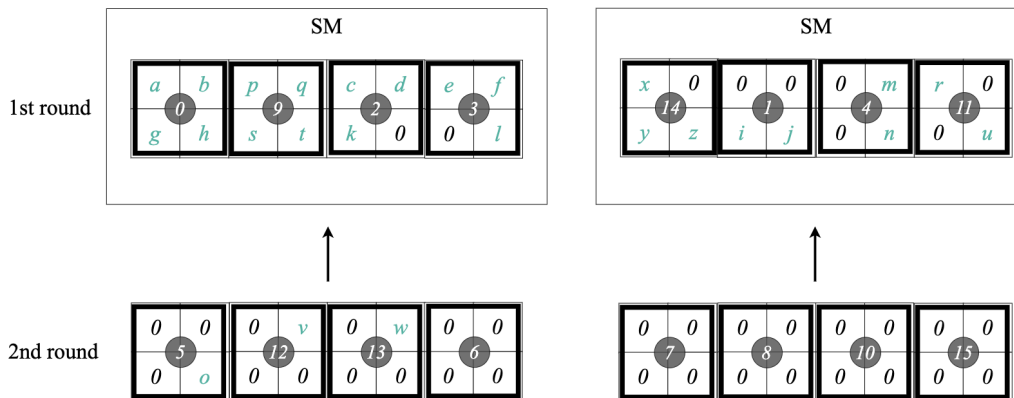 SM SM
1st round
a b p q c d e f x 0 0 0 0 m r 0
0 9 2 3 14 1 4 11
g h s t k 0 0 l y z i j 0 n 0 u
2nd round
0 0 0 v 0 w 0 0 0 0 0 0 0 0 0 0
5 12 13 6 7 8 10 15
0 o 0 0 0 0 0 0 0 0 0 0 0 0 0 0